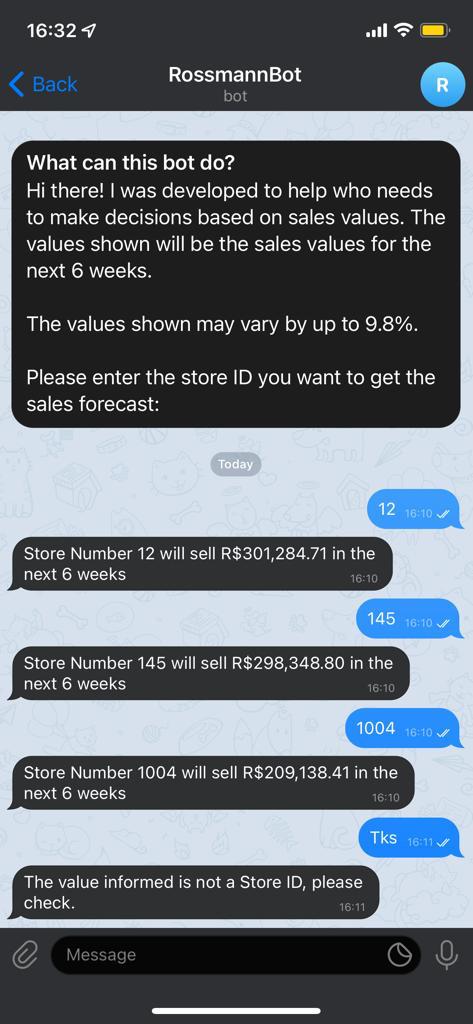 16:32
Back
RossmannBot
bot
R
What can this bot do?
Hi there! I was developed to help who needs
to make decisions based on sales values. The
values shown will be the sales values for the
next 6 weeks.
The values shown may vary by up to 9.8%.
Please enter the store ID you want to get the
sales forecast:
Today
12 16:10
Store Number 12 will sell R$301,284.71 in the
next 6 weeks 16:10
145 16:10
Store Number 145 will sell R$298,348.80 in the
next 6 weeks 16:10
1004 16:10
Store Number 1004 will sell R$209,138.41 in the
next 6 weeks 16:10
Tks 16:11
The value informed is not a Store ID, please
check. 16:11
Message